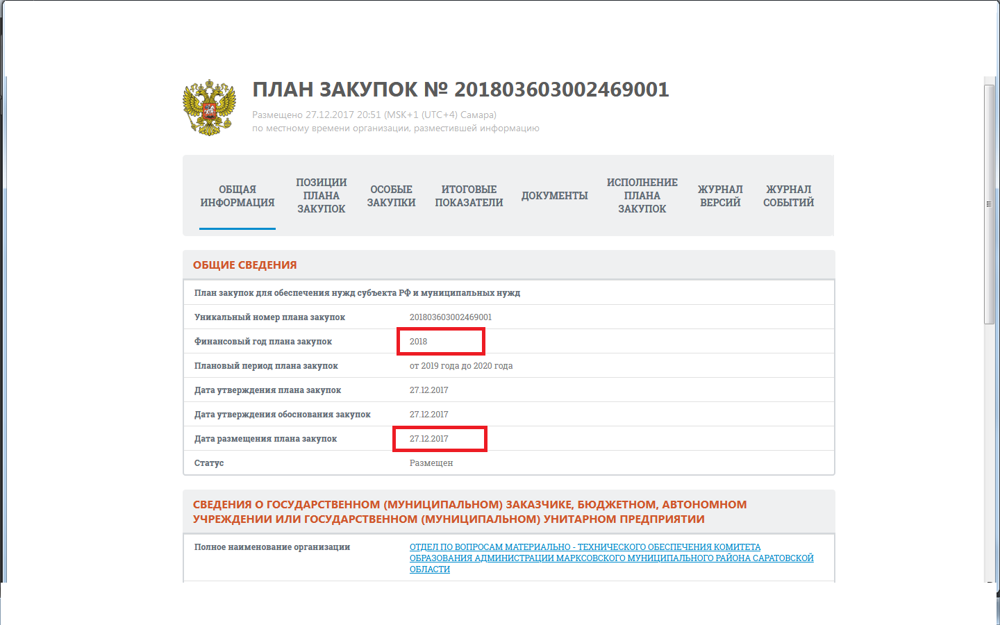 ПЛАН ЗАКУПОК № 201803603002469001
Размещено 27.12.2017 20:51 (MSK+1 (UTC+4) Самара)
по местному времени организации, разместившей информацию
ОБЩАЯ
ИНФОРМАЦИЯ
ПОЗИЦИИ
ПЛАНА
ЗАКУПОК
ОСОБЫЕ
ЗАКУПКИ
ИТОГОВЫЕ
ПОКАЗАТЕЛИ
ДОКУМЕНТЫ
ИСПОЛНЕНИЕ
ПЛАНА
ЗАКУПОК
ЖУРНАЛ
ВЕРСИЙ
ЖУРНАЛ
СОБЫТИЙ
ОБЩИЕ СВЕДЕНИЯ
План закупок для обеспечения нужд субъекта РФ и муниципальных нужд
Уникальный номер плана закупок 201803603002469001
Финансовый год плана закупок 2018
Плановый период плана закупок от 2019 года до 2020 года
Дата утверждения плана закупок 27.12.2017
Дата утверждения обоснования закупок 27.12.2017
Дата размещения плана закупок 27.12.2017
Статус Размещен
СВЕДЕНИЯ О ГОСУДАРСТВЕННОМ (МУНИЦИПАЛЬНОМ) ЗАКАЗЧИКЕ, БЮДЖЕТНОМ, АВТОНОМНОМ
УЧРЕЖДЕНИИ ИЛИ ГОСУДАРСТВЕННОМ (МУНИЦИПАЛЬНОМ) УНИТАРНОМ ПРЕДПРИЯТИИ
Полное наименование организации ОТДЕЛ ПО ВОПРОСАМ МАТЕРИАЛЬНО - ТЕХНИЧЕСКОГО ОБЕСПЕЧЕНИЯ КОМИТЕТА
ОБРАЗОВАНИЯ АДМИНИСТРАЦИИ МАРКСОВСКОГО МУНИЦИПАЛЬНОГО РАЙОНА САРАТОВСКОЙ
ОБЛАСТИ